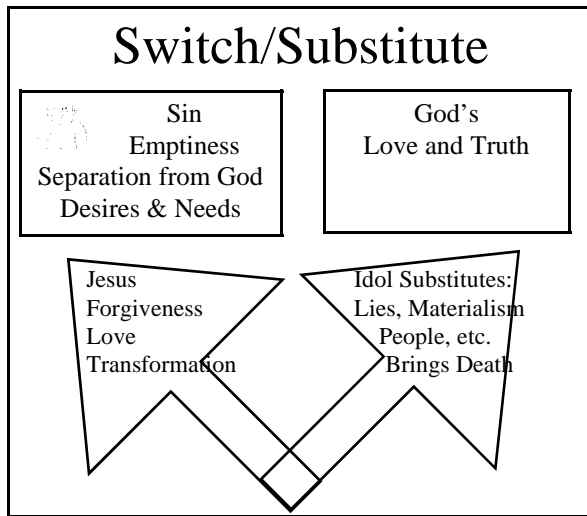 Switch/Substitute
Sin
Emptiness
Separation from God
Desires & Needs
God's
Love and Truth
Jesus
Forgiveness
Love
Transformation
Idol Substitutes:
Lies, Materialism
People, etc.
Brings Death